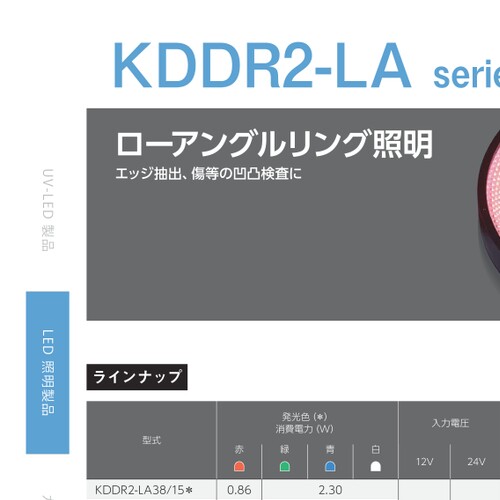 KDDR2-LA serie
ローアングルリング照明
エッジ抽出、傷等の凹凸検査に
UV-LED 製品
LED 照明製品
ラインナップ
型式
発光色（＊）
消費電力（W）
入力電圧
赤 緑 青 白
12V 24V
KDDR2-LA38/15＊ 0.86 2.30